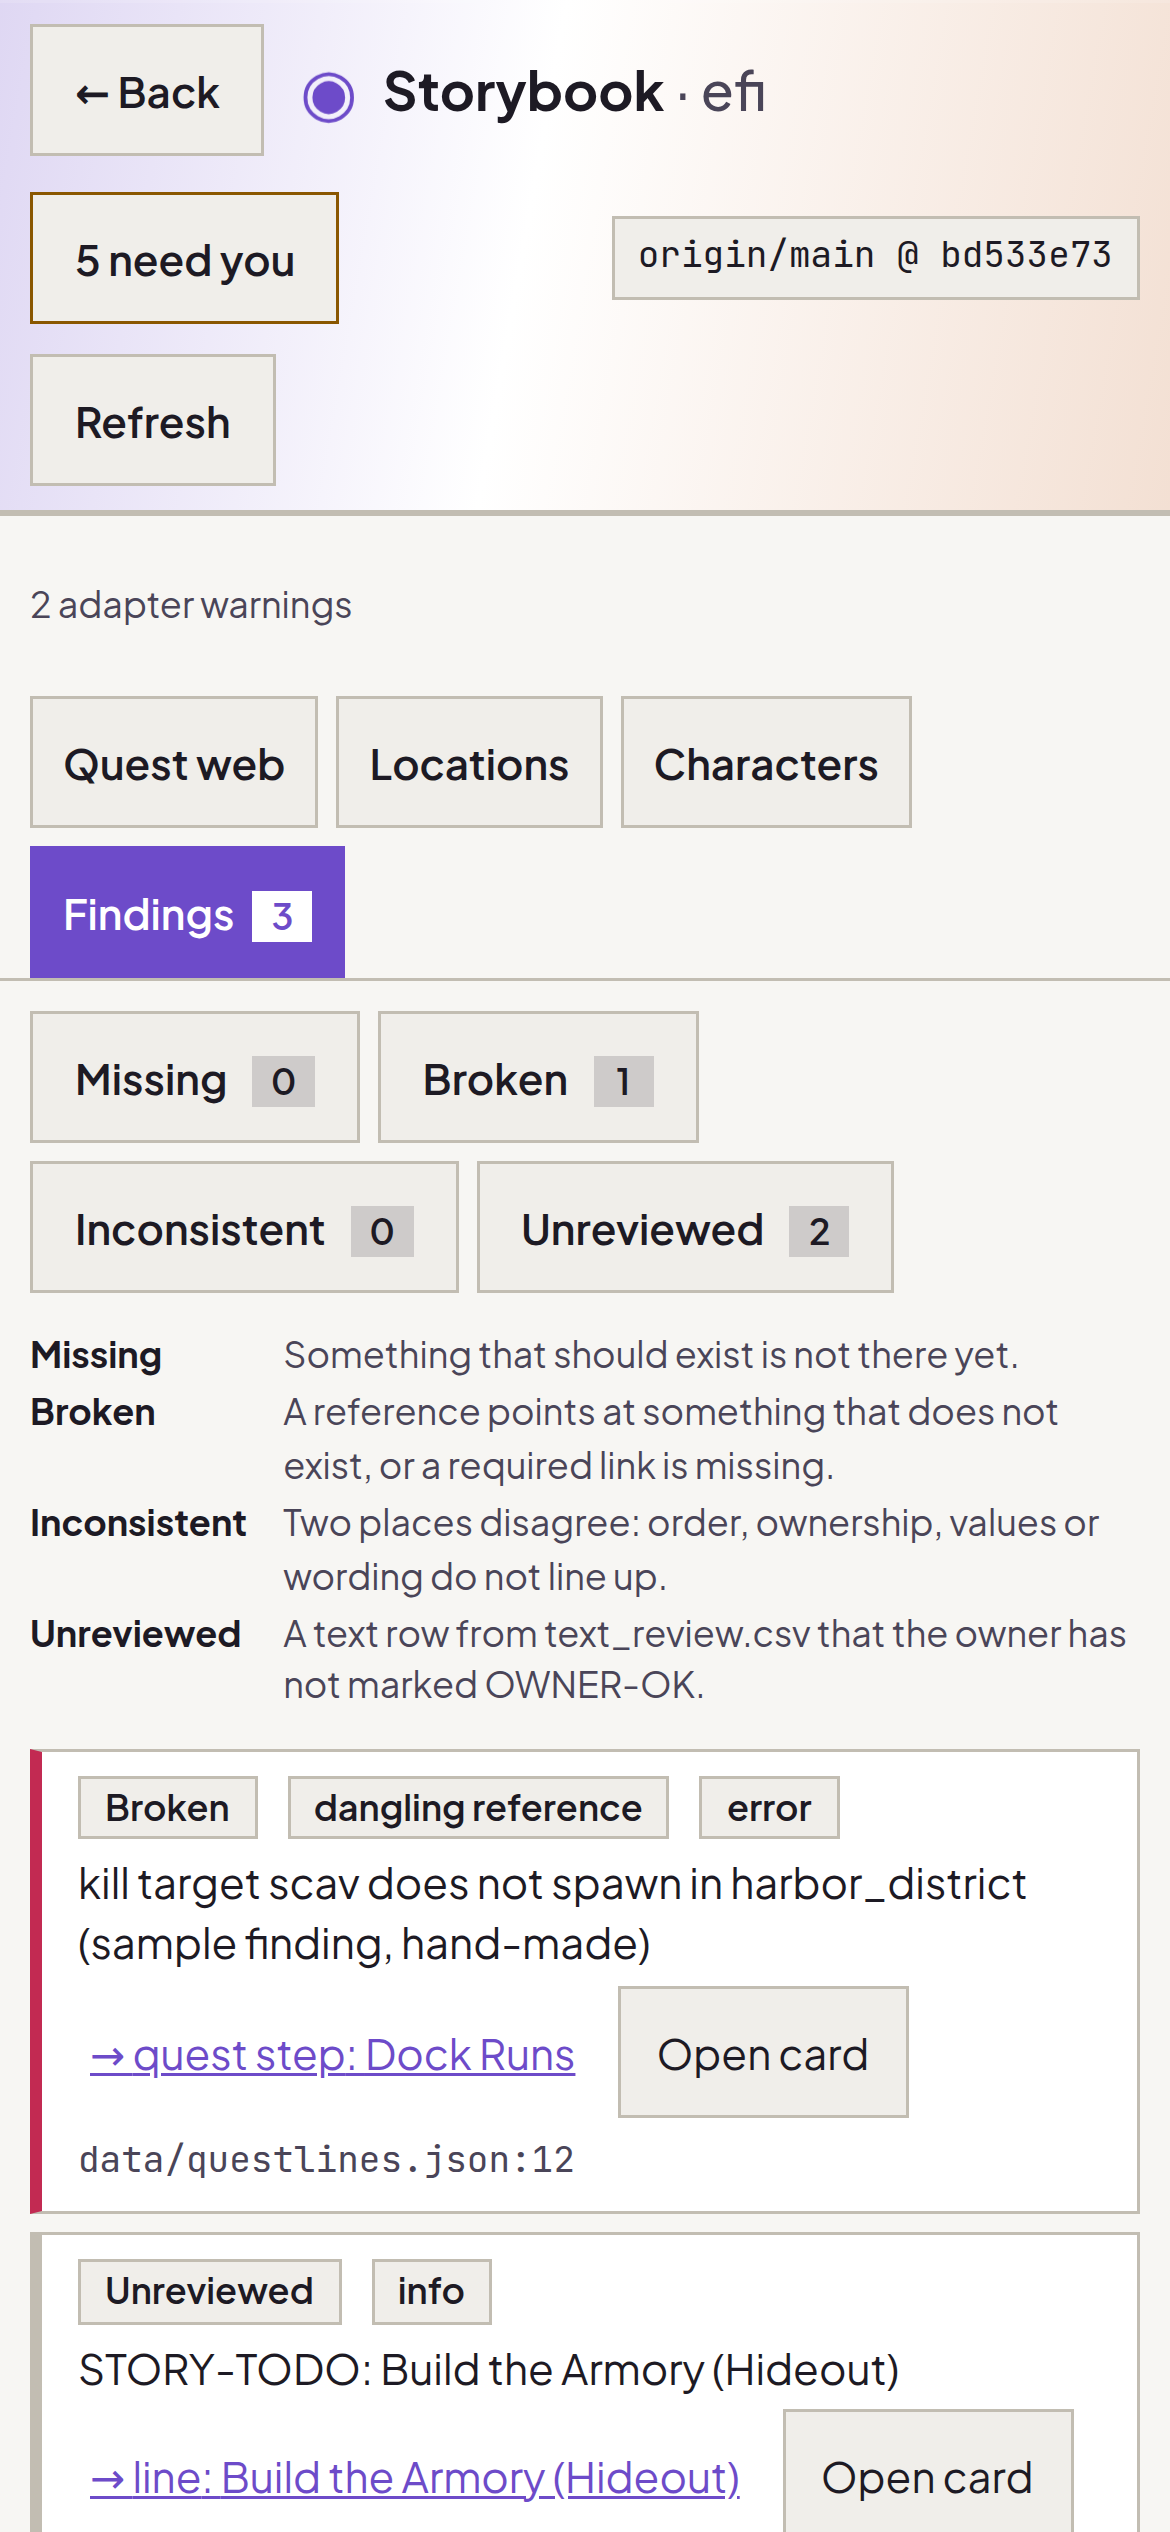 ← Back
Storybook · efi
5 need you
origin/main @ bd533e73
Refresh
2 adapter warnings
Quest web
Locations
Characters
Findings 3
Missing 0
Broken 1
Inconsistent 0
Unreviewed 2
Missing Something that should exist is not there yet.
Broken A reference points at something that does not
exist, or a required link is missing.
Inconsistent Two places disagree: order, ownership, values or
wording do not line up.
Unreviewed A text row from text_review.csv that the owner has
not marked OWNER-OK.
Broken
dangling reference
error
kill target scav does not spawn in harbor_district
(sample finding, hand-made)
→ quest step: Dock Runs
Open card
data/questlines.json:12
Unreviewed
info
STORY-TODO: Build the Armory (Hideout)
→ line: Build the Armory (Hideout)
Open card